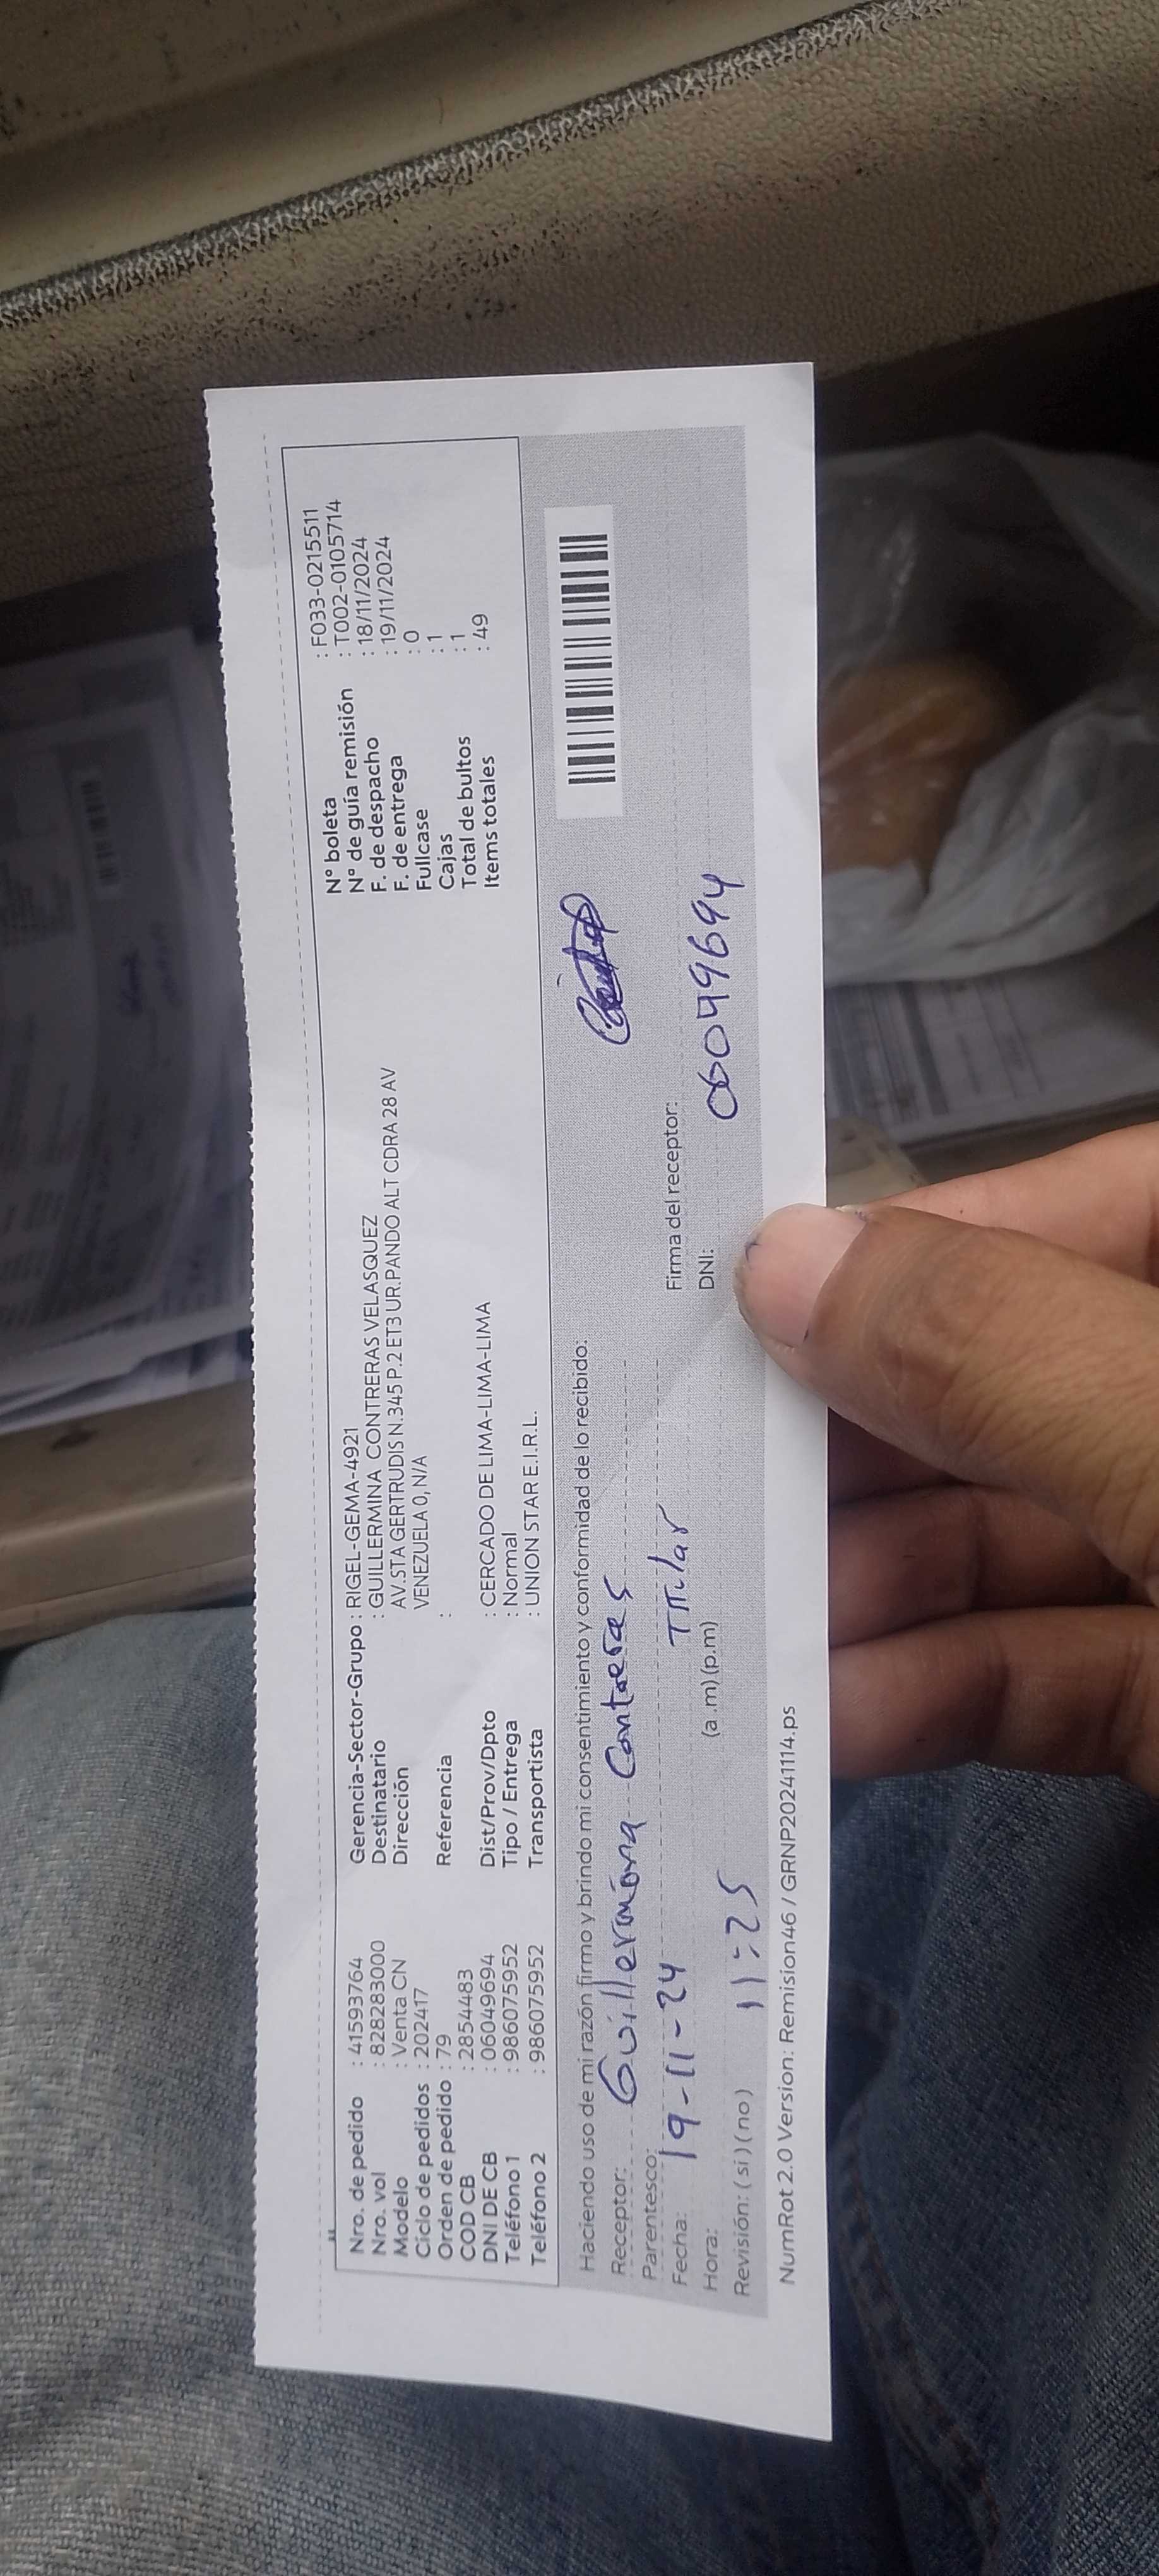 Nro. de pedido : 41593764
Nro. vol : 828283000
Modelo : Venta CN
Ciclo de pedidos : 202417
Orden de pedido : 79
COD CB : 2854483
DNI DE CB : 06049694
Teléfono 1 : 986075952
Teléfono 2 : 986075952
Gerencia-Sector-Grupo : RIGEL-GEMA-4921
Destinatario : GUILLERMINA CONTRERAS VELASQUEZ
Dirección AV.STA GERTRUDIS N.345 P.2 ET3 UR.PANDO ALT CDRA 28 AV
VENEZUELA 0, N/A
Referencia :
Dist/Prov/Dpto : CERCADO DE LIMA-LIMA-LIMA
Tipo / Entrega : Normal
Transportista : UNION STAR E.I.R.L.
N° boleta : F033-0215511
N° de guía remisión : T002-0105714
F. de despacho : 18/11/2024
F. de entrega : 19/11/2024
Fullcase : 0
Cajas : 1
Total de bultos : 1
Items totales : 49
Haciendo uso de mi razón firmo y brindo mi consentimiento y conformidad de lo recibido:
Receptor: Guillermina Contreras
Parentesco: Titular
Fecha: 19-11-24
Hora: 11:25 (a .m) (p.m)
Revisión: (si) (no)
Firma del receptor:
DNI: 06049694
NumRot 2.0 Version: Remision46 / GRNP20241114.ps